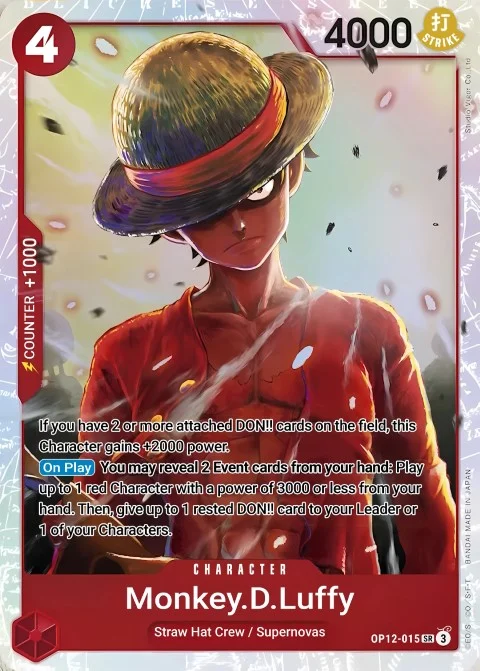 4
4000
打
STRIKE
Studio Vigor Co.,Ltd.
COUNTER +1000
If you have 2 or more attached DON!! cards on the field, this
Character gains +2000 power.
On Play You may reveal 2 Event cards from your hand: Play
up to 1 red Character with a power of 3000 or less from your
hand. Then, give up to 1 rested DON!! card to your Leader or
1 of your Characters.
©E.O./S. ©O./S.·F·T. BANDAI MADE IN JAPAN
CHARACTER
Monkey.D.Luffy
Straw Hat Crew / Supernovas
OP12-015 SR 3